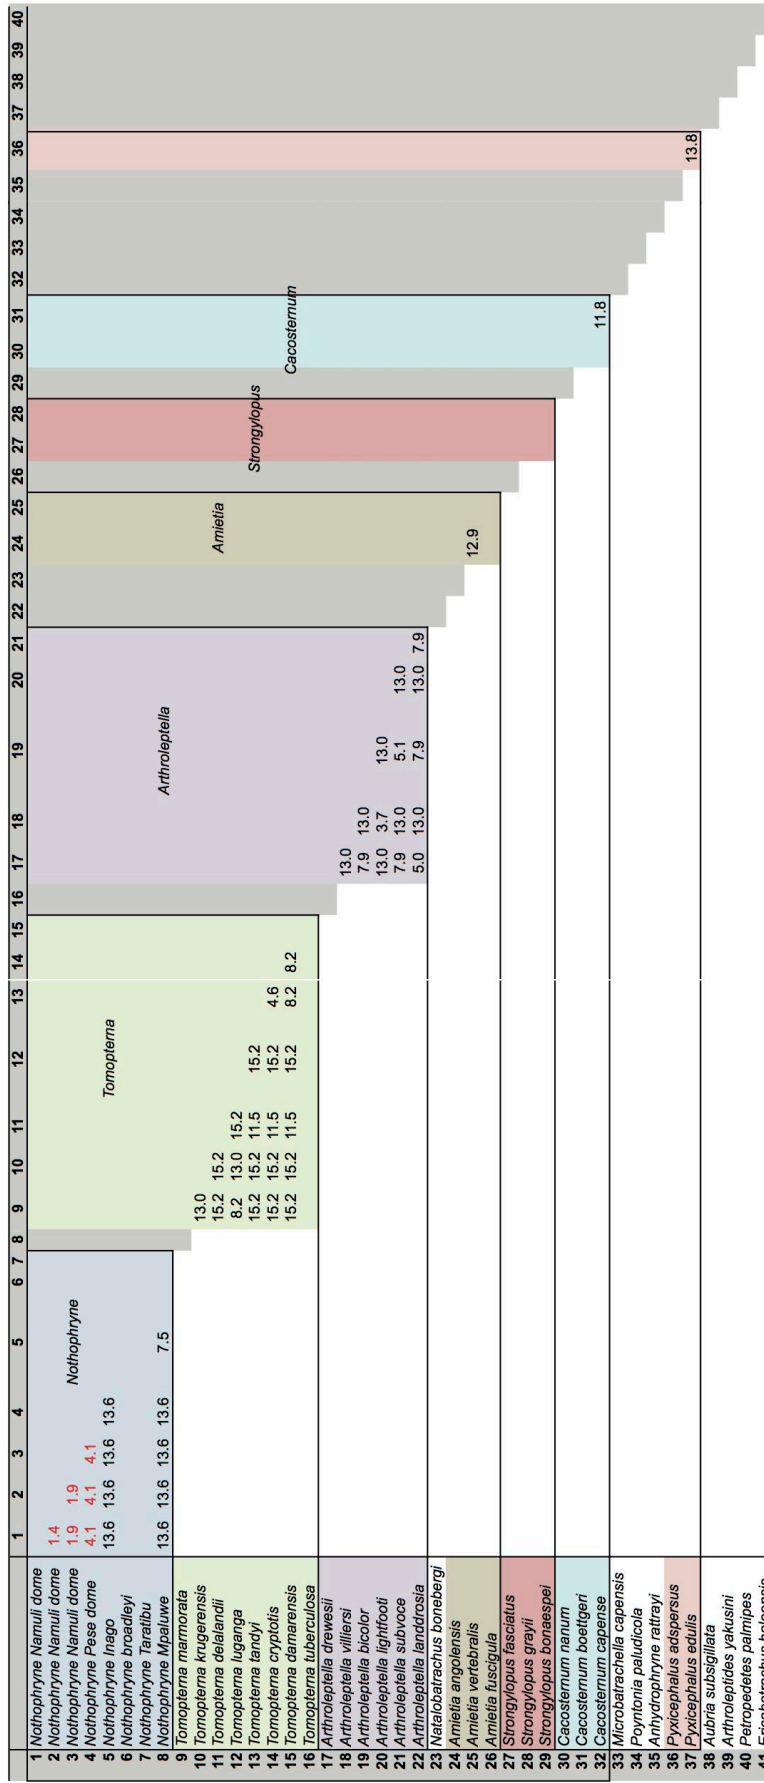 1 2 3 4 5 6 7 8 9 10 11 12 13 14 15 16 17 18 19 20 21 22 23 24 25 26 27 28 29 30 31 32 33 34 35 36 37 38 39 40
1 Nothophryne Namuli dome
2 Nothophryne Namuli dome 1.4
3 Nothophryne Namuli dome 1.9 1.9 Nothophryne
4 Nothophryne Pese dome 4.1 4.1 4.1
5 Nothophryne Inago 13.6 13.6 13.6 13.6 Tomopterna
6 Nothophryne broadleyi
7 Nothophryne Taratibu
8 Nothophryne Mpaluwe 13.6 13.6 13.6 13.6 7.5 Arthroleptella
9 Tomopterna marmorata
10 Tomopterna krugerensis 13.0
11 Tomopterna delalandii 15.2 15.2 Amietia
12 Tomopterna luganga 8.2 13.0 15.2
13 Tomopterna tandyi 15.2 15.2 11.5 15.2 Strongylopus
14 Tomopterna cryptotis 15.2 15.2 11.5 15.2 4.6
15 Tomopterna damarensis 15.2 15.2 11.5 15.2 8.2 8.2 Cacosternum
16 Tomopterna tuberculosa
17 Arthroleptella drewesii
18 Arthroleptella villiersi 13.0
19 Arthroleptella bicolor 7.9 13.0
20 Arthroleptella lightfooti 13.0 3.7 13.0
21 Arthroleptella subvoce 7.9 13.0 5.1 13.0
22 Arthroleptella landdrosia 5.0 13.0 7.9 13.0 7.9
23 Natalobatrachus bonebergi
24 Amietia angolensis
25 Amietia vertebralis 12.9
26 Amietia fuscigula
27 Strongylopus fasciatus
28 Strongylopus grayii
29 Strongylopus bonaespei
30 Cacosternum nanum
31 Cacosternum boettgeri
32 Cacosternum capense 11.8
33 Microbatrachella capensis
34 Poyntonia paludicola
35 Anhydrophryne rattrayi
36 Pyxicephalus adspersus
37 Pyxicephalus edulis 13.8
38 Aubria subsigillata
39 Arthroleptides yakusini
40 Petropedetes palmipes
41